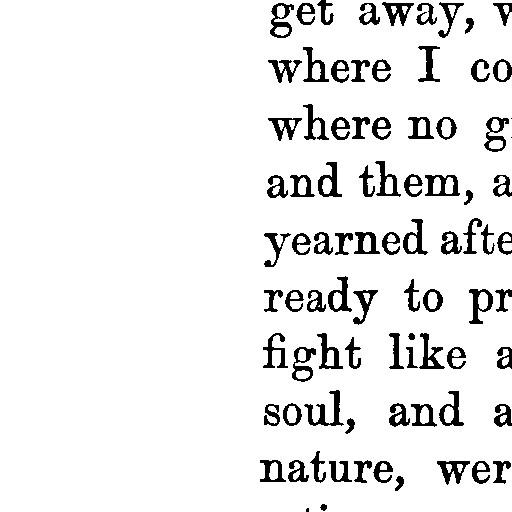 get away,
where I co
where no g
and them, a
yearned afte
ready to pr
fight like a
soul, and a
nature, wer